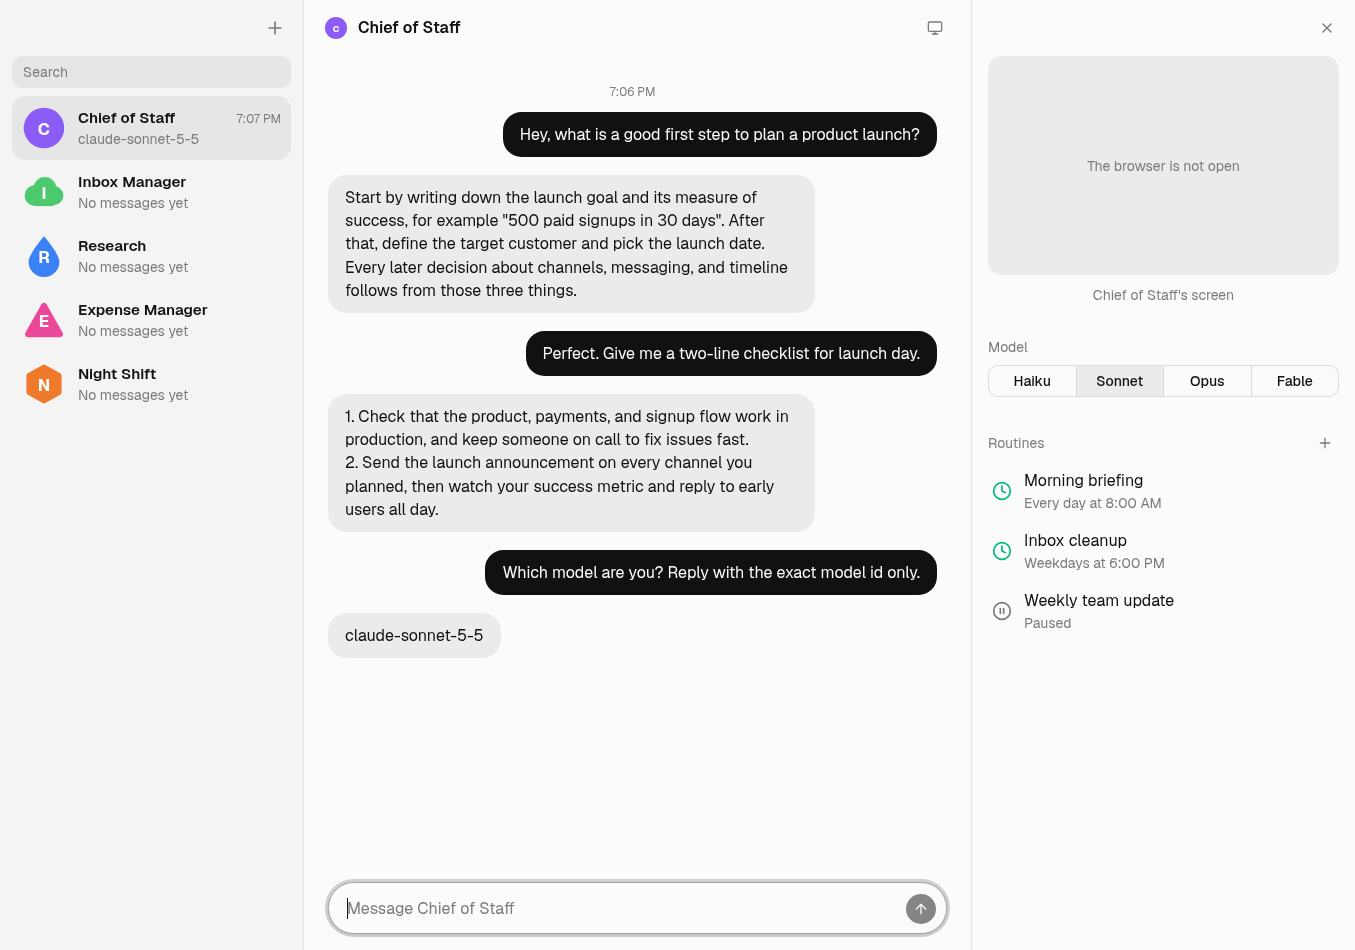 Search
C
Chief of Staff
7:07 PM
claude-sonnet-5-5
I
Inbox Manager
No messages yet
R
Research
No messages yet
E
Expense Manager
No messages yet
N
Night Shift
No messages yet
C
Chief of Staff
7:06 PM
Hey, what is a good first step to plan a product launch?
Start by writing down the launch goal and its measure of
success, for example "500 paid signups in 30 days". After
that, define the target customer and pick the launch date.
Every later decision about channels, messaging, and timeline
follows from those three things.
Perfect. Give me a two-line checklist for launch day.
1. Check that the product, payments, and signup flow work in
production, and keep someone on call to fix issues fast.
2. Send the launch announcement on every channel you
planned, then watch your success metric and reply to early
users all day.
Which model are you? Reply with the exact model id only.
claude-sonnet-5-5
Message Chief of Staff
The browser is not open
Chief of Staff's screen
Model
Haiku
Sonnet
Opus
Fable
Routines
Morning briefing
Every day at 8:00 AM
Inbox cleanup
Weekdays at 6:00 PM
Weekly team update
Paused